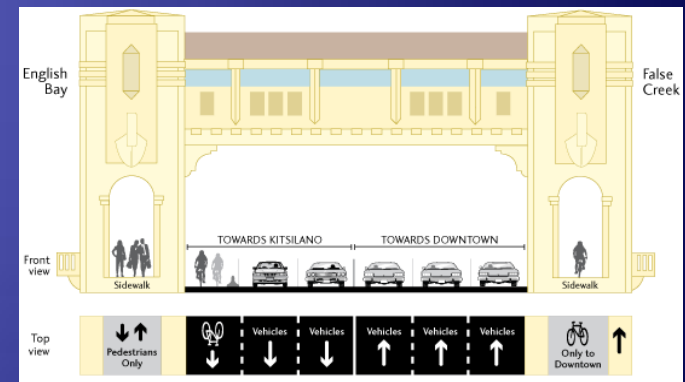 English
Bay
False
Creek
TOWARDS KITSILANO
TOWARDS DOWNTOWN
Front
view
Sidewalk
Sidewalk
Top
view
Pedestrians
Only
Vehicles
Vehicles
Vehicles
Vehicles
Vehicles
Only to
Downtown